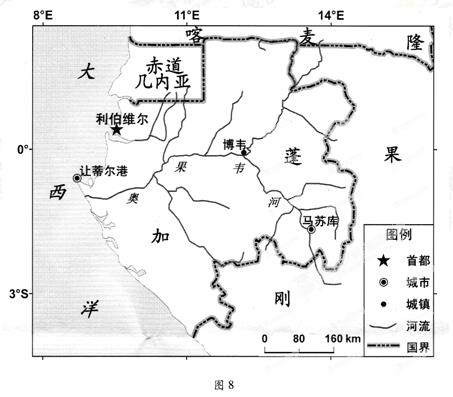 8°E 11°E 14°E
喀 麦 隆
大
赤道
几内亚
利伯维尔
0°
博韦
蓬
果
让蒂尔港
西
果 韦
奥
河
加
马苏库
图例
首都
城市
城镇
河流
国界
3°S
洋
刚
0 80 160 km
图 8